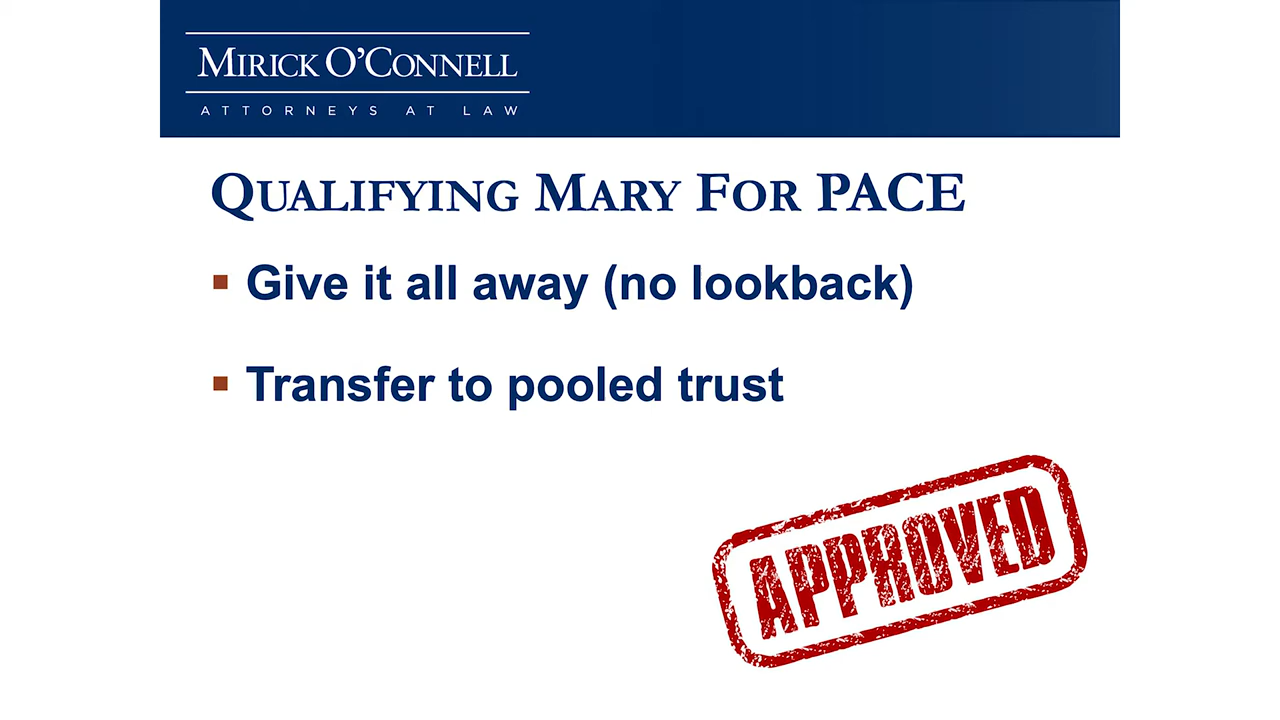 MIRICK O'CONNELL
ATTORNEYS AT LAW
QUALIFYING MARY FOR PACE
▪ Give it all away (no lookback)
▪ Transfer to pooled trust
APPROVED